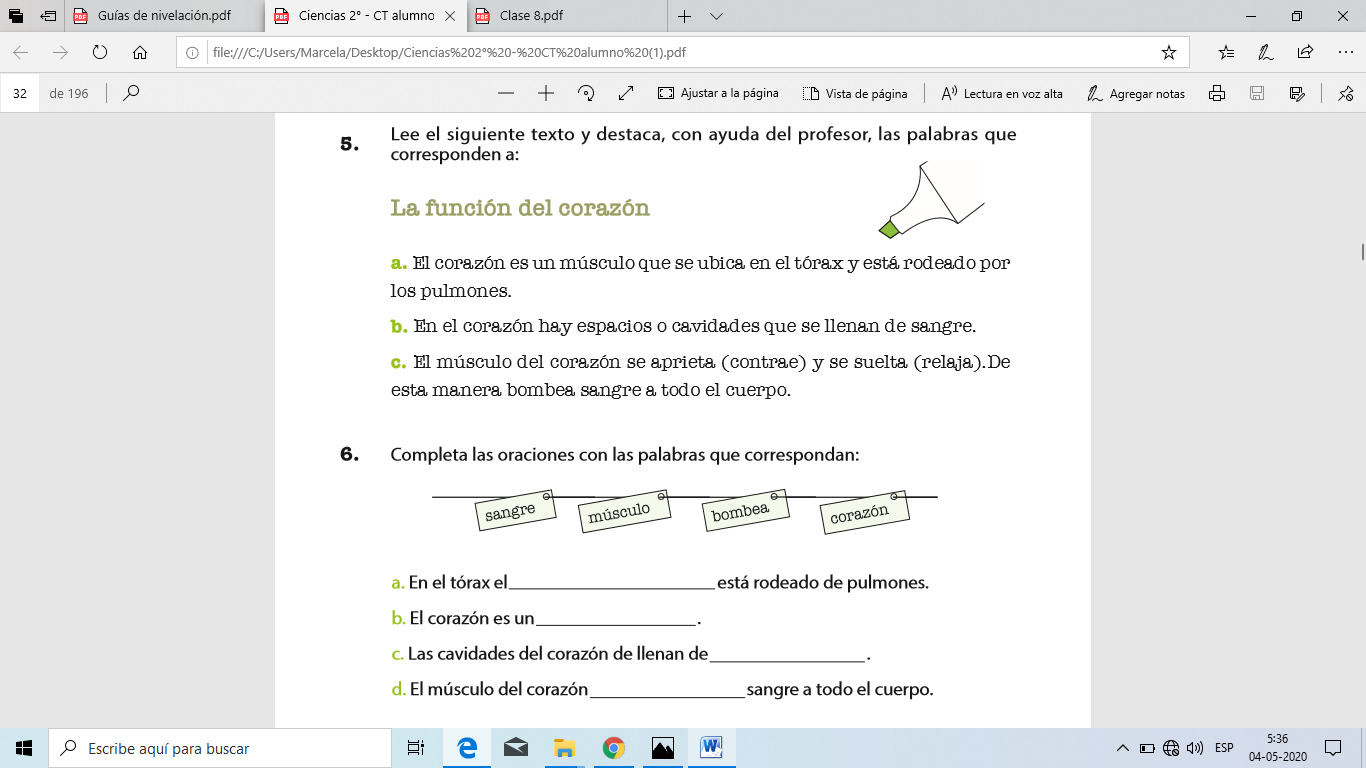 Guías de nivelación.pdf
Ciencias 2° - CT alumno
Clase 8.pdf
file:///C:/Users/Marcela/Desktop/Ciencias%202°%20-%20CT%20alumno%20(1).pdf
32 de 196
Ajustar a la página
Vista de página
Lectura en voz alta
Agregar notas
5. Lee el siguiente texto y destaca, con ayuda del profesor, las palabras que
corresponden a:
La función del corazón
a. El corazón es un músculo que se ubica en el tórax y está rodeado por
los pulmones.
b. En el corazón hay espacios o cavidades que se llenan de sangre.
c. El músculo del corazón se aprieta (contrae) y se suelta (relaja).De
esta manera bombea sangre a todo el cuerpo.
6. Completa las oraciones con las palabras que correspondan:
sangre músculo bombea corazón
a. En el tórax el______________________está rodeado de pulmones.
b. El corazón es un_________________.
c. Las cavidades del corazón de llenan de_________________.
d. El músculo del corazón_________________sangre a todo el cuerpo.
Escribe aquí para buscar
ESP
5:36
04-05-2020